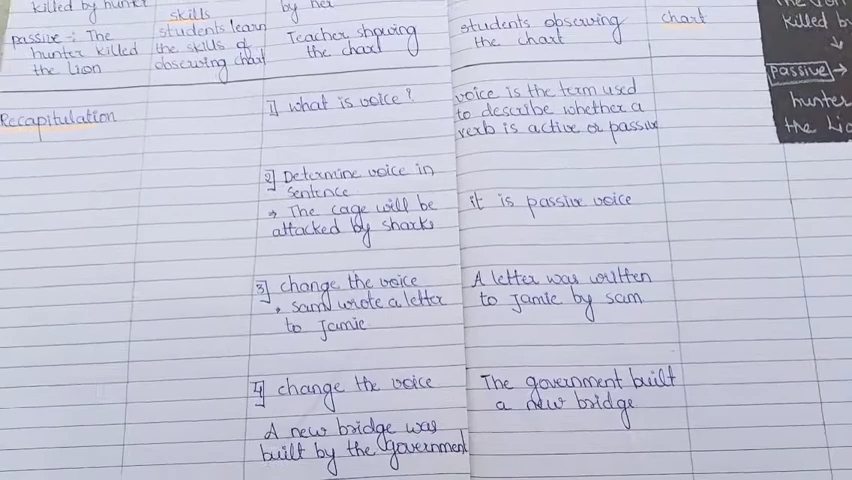 killed by hunter
passive :- The
hunter killed
the Lion
skills
students learn
the skills of
observing chart
by her
Teacher showing
the chart
students observing
the chart
chart
killed by
passive →
hunter
the Lio
Recapitulation
1] what is voice?
voice is the term used
to describe whether a
verb is active or passive
2] Determine voice in
sentence
→ The cage will be
attacked by sharks
it is passive voice
3] change the voice
• sam wrote a letter
to Jamie
A letter was written
to Jamie by sam
4] change the voice
A new bridge was
built by the government
The government built
a new bridge